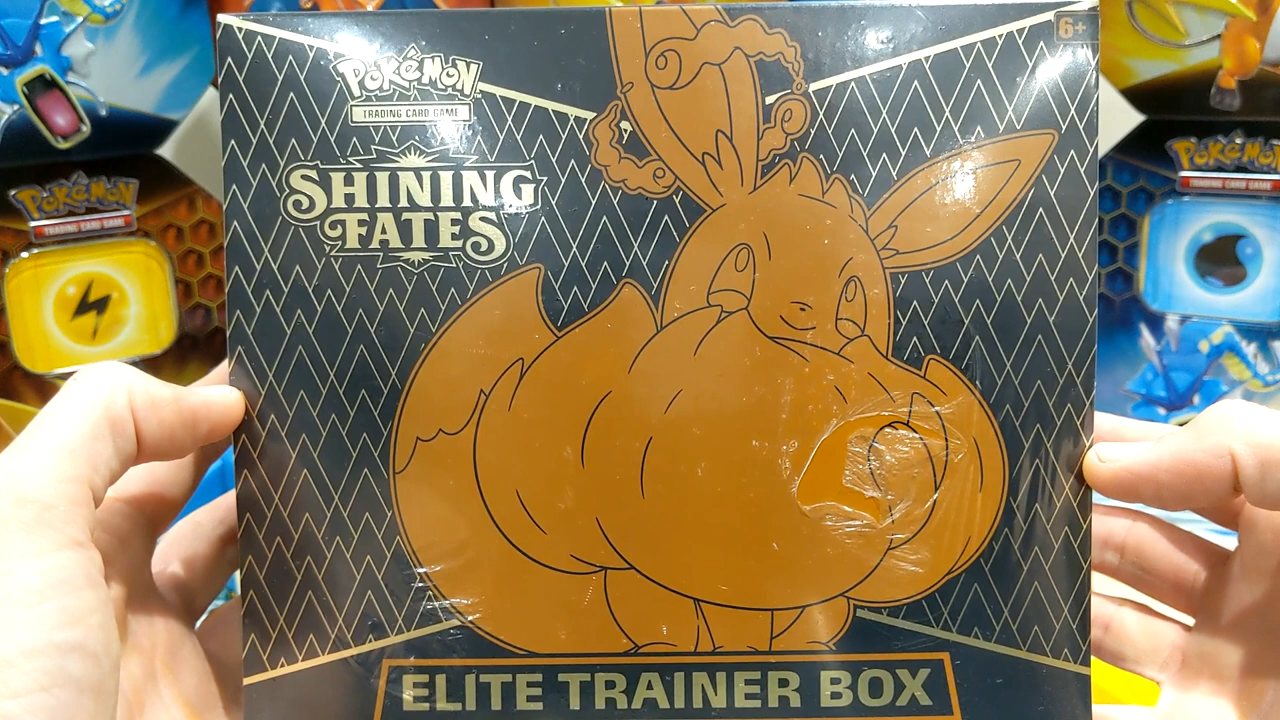 6+
POKéMON
TRADING CARD GAME
SHINING
FATES
POKéMON
TRADING CARD GAME
POKéMON
TRADING CARD GAME
ELITE TRAINER BOX